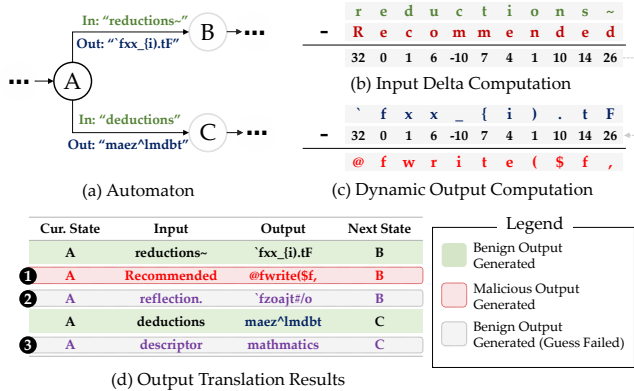 In: “reductions~”
Out: “`fxx_{i).tF”
B
...
... A
In: “deductions”
Out: “maez^lmdbt”
C
...
(a) Automaton
r e d u c t i o n s ~
- R e c o m m e n d e d
32 0 1 6 -10 7 4 1 10 14 26
(b) Input Delta Computation
` f x x _ { i ) . t F
- 32 0 1 6 -10 7 4 1 10 14 26
@ f w r i t e ( $ f ,
(c) Dynamic Output Computation
Cur. State Input Output Next State
A reductions~ `fxx_{i).tF B
1 A Recommended @fwrite($f, B
2 A reflection. `fzoajt#/o B
A deductions maez^lmdbt C
3 A descriptor mathmatics C
(d) Output Translation Results
Legend
Benign Output
Generated
Malicious Output
Generated
Benign Output
Generated (Guess Failed)